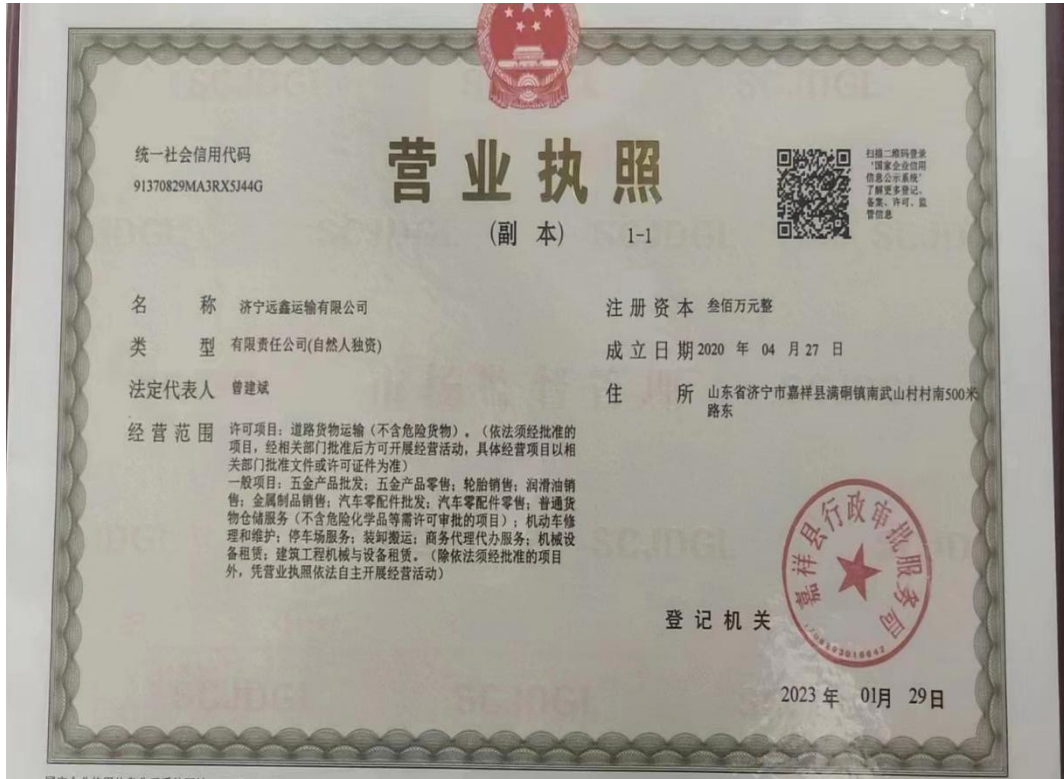 统一社会信用代码
91370829MA3RX5J44G
营业执照
(副 本) 1-1
扫描二维码登录
'国家企业信用
信息公示系统'
了解更多登记、
备案、许可、监
管信息
名 称 济宁远鑫运输有限公司
类 型 有限责任公司(自然人独资)
法定代表人 曾建斌
经营范围 许可项目：道路货物运输（不含危险货物）。（依法须经批准的
项目，经相关部门批准后方可开展经营活动，具体经营项目以相
关部门批准文件或许可证件为准）
一般项目：五金产品批发；五金产品零售；轮胎销售；润滑油销
售；金属制品销售；汽车零配件批发；汽车零配件零售；普通货
物仓储服务（不含危险化学品等需许可审批的项目）；机动车修
理和维护；停车场服务；装卸搬运；商务代理代办服务；机械设
备租赁；建筑工程机械与设备租赁。（除依法须经批准的项目
外，凭营业执照依法自主开展经营活动）
注册资本 叁佰万元整
成立日期 2020 年 04 月 27 日
住 所 山东省济宁市嘉祥县满硐镇南武山村村南500米
路东
登记机关
嘉祥县行政审批服务局
2023 年 01月 29日
SCJDGL